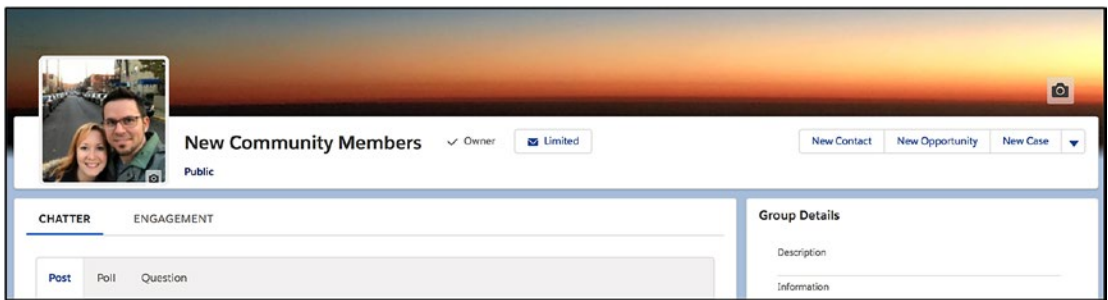 New Community Members Owner Limited New Contact New Opportunity New Case
Public
CHATTER ENGAGEMENT
Group Details
Description
Post Poll Question
Information